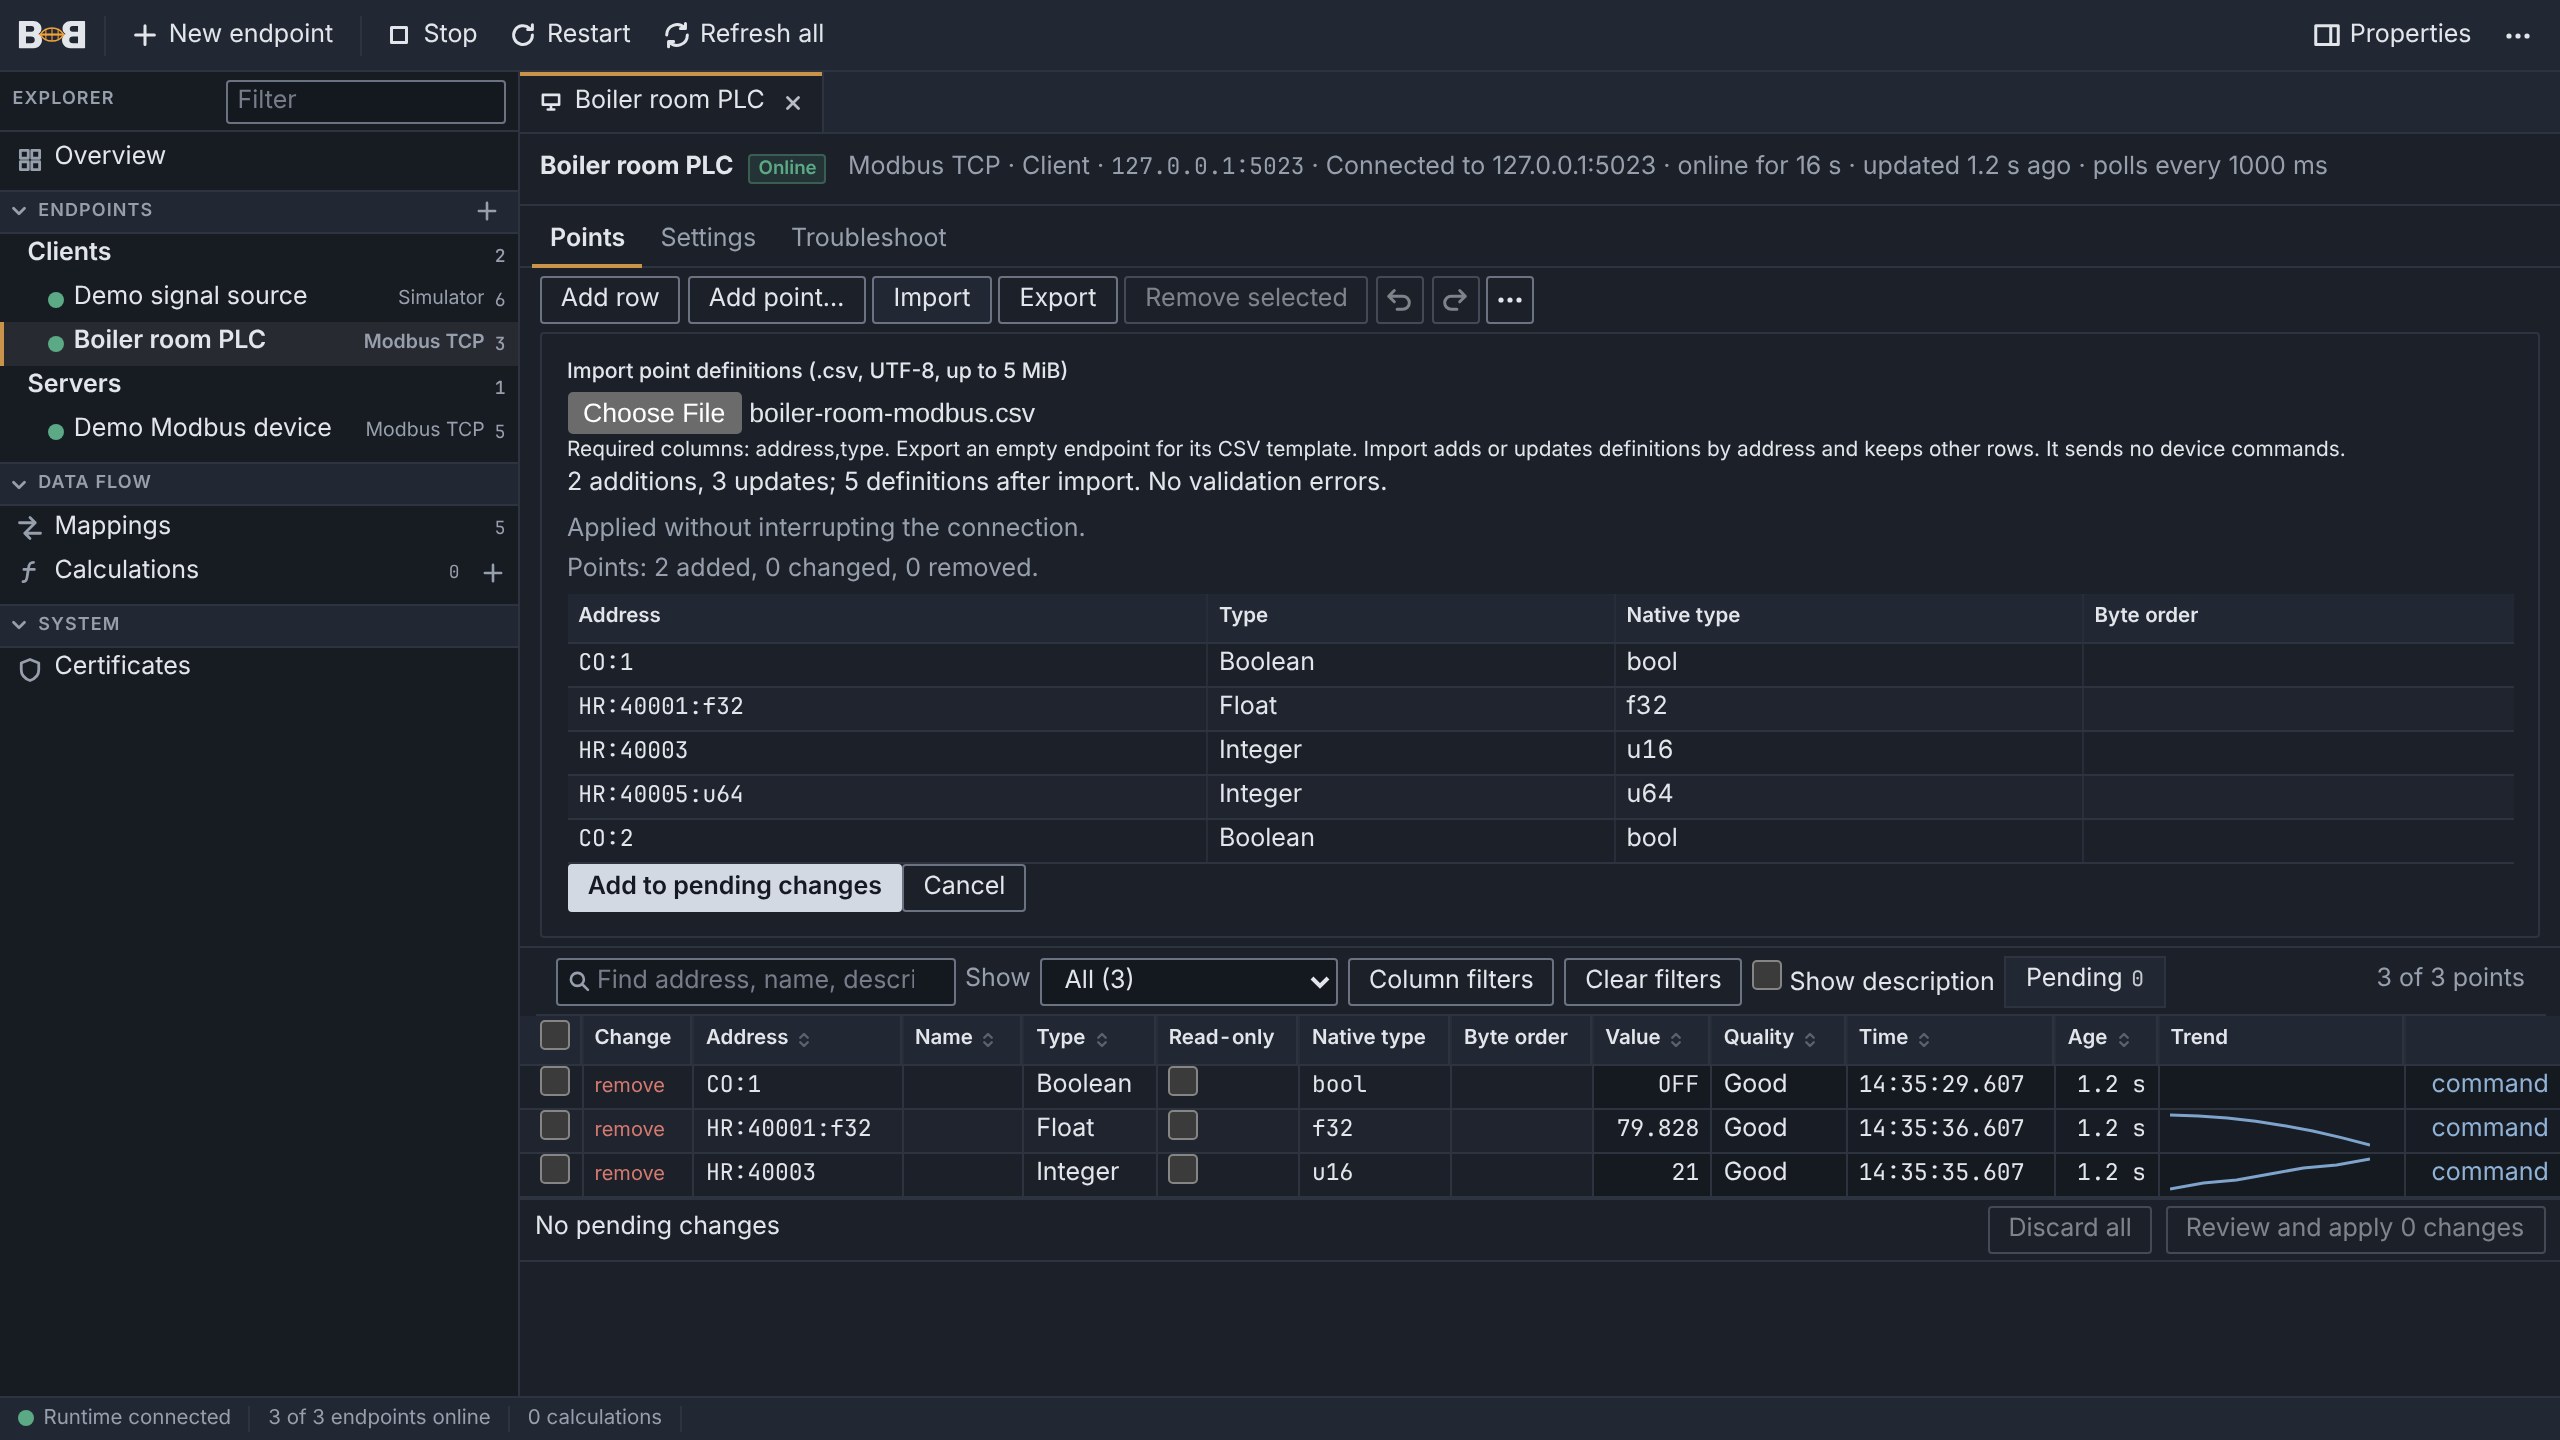 BOB
New endpoint
Stop
Restart
Refresh all
Properties
EXPLORER
Filter
Overview
ENDPOINTS
Clients 2
Demo signal source Simulator 6
Boiler room PLC Modbus TCP 3
Servers 1
Demo Modbus device Modbus TCP 5
DATA FLOW
Mappings 5
Calculations 0
SYSTEM
Certificates
Boiler room PLC
Boiler room PLC Online Modbus TCP · Client · 127.0.0.1:5023 · Connected to 127.0.0.1:5023 · online for 16 s · updated 1.2 s ago · polls every 1000 ms
Points Settings Troubleshoot
Add row Add point... Import Export Remove selected
Import point definitions (.csv, UTF-8, up to 5 MiB)
Choose File boiler-room-modbus.csv
Required columns: address,type. Export an empty endpoint for its CSV template. Import adds or updates definitions by address and keeps other rows. It sends no device commands.
2 additions, 3 updates; 5 definitions after import. No validation errors.
Applied without interrupting the connection.
Points: 2 added, 0 changed, 0 removed.
Address Type Native type Byte order
CO:1 Boolean bool
HR:40001:f32 Float f32
HR:40003 Integer u16
HR:40005:u64 Integer u64
CO:2 Boolean bool
Add to pending changes Cancel
Find address, name, descri Show All (3) Column filters Clear filters Show description Pending 0 3 of 3 points
Change Address Name Type Read-only Native type Byte order Value Quality Time Age Trend
remove CO:1 Boolean bool OFF Good 14:35:29.607 1.2 s command
remove HR:40001:f32 Float f32 79.828 Good 14:35:36.607 1.2 s command
remove HR:40003 Integer u16 21 Good 14:35:35.607 1.2 s command
No pending changes Discard all Review and apply 0 changes
Runtime connected 3 of 3 endpoints online 0 calculations